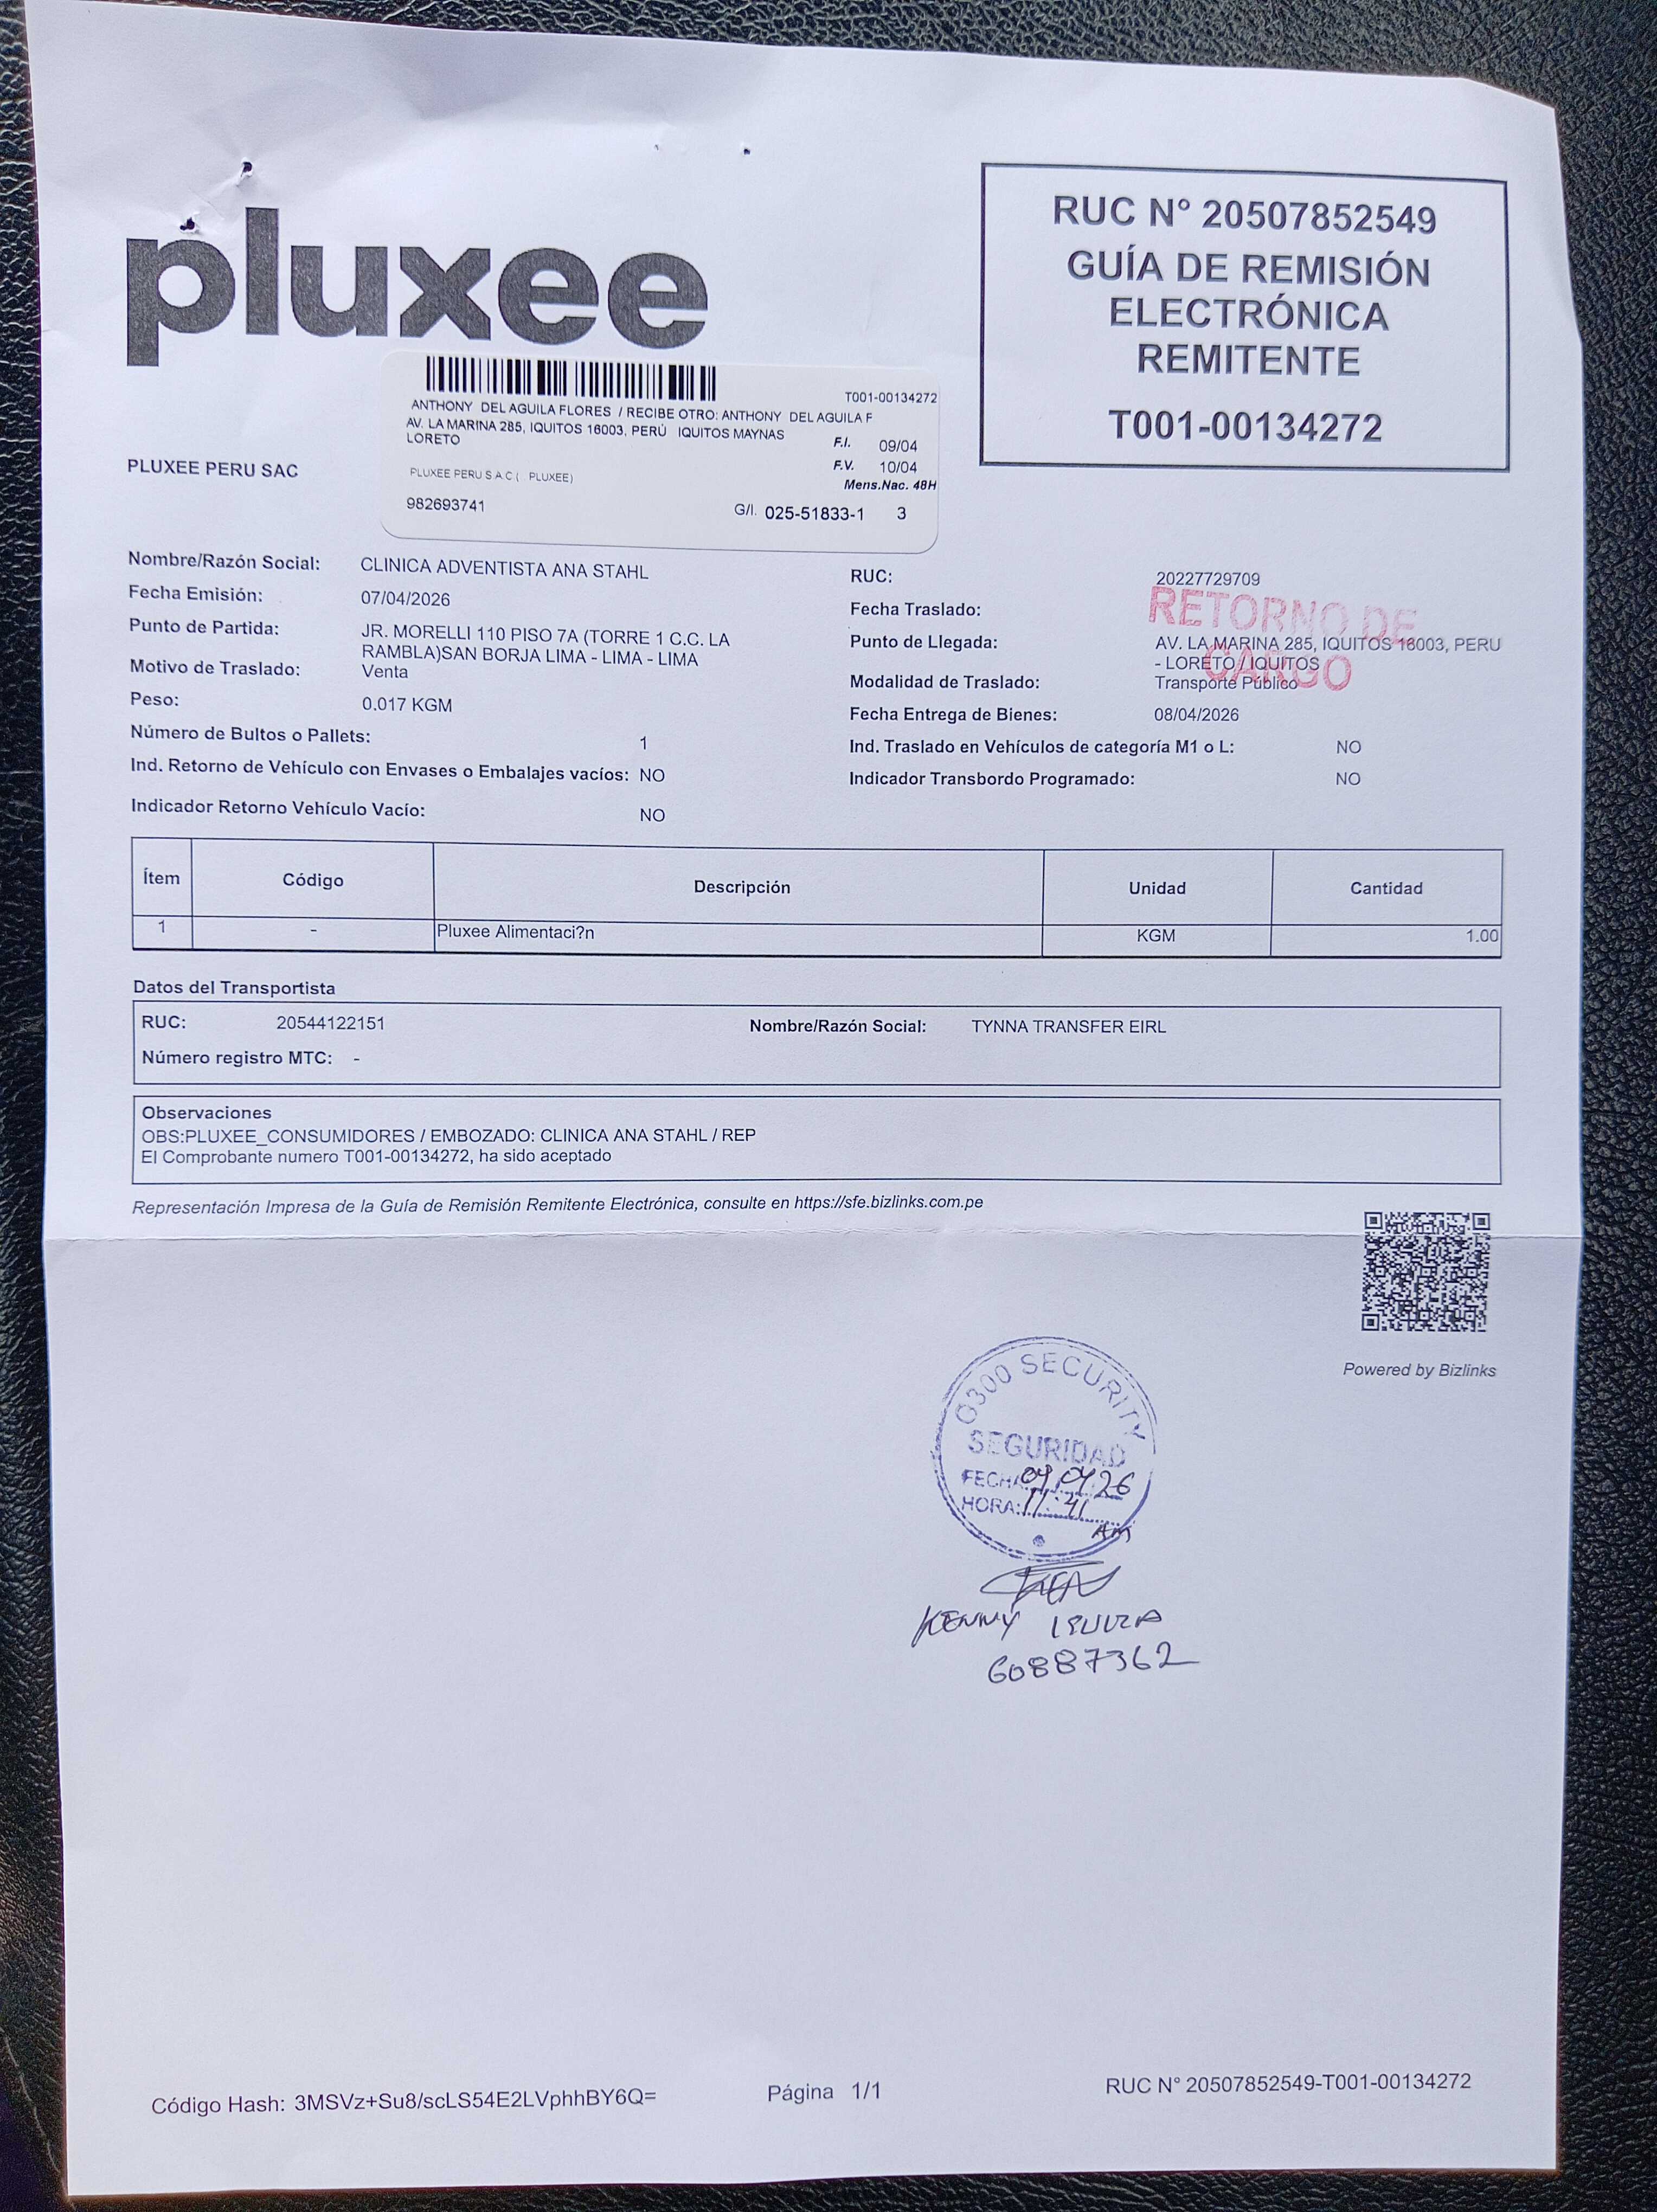 pluxee
RUC N° 20507852549
GUÍA DE REMISIÓN
ELECTRÓNICA
REMITENTE
T001-00134272
T001-00134272
ANTHONY DEL AGUILA FLORES / RECIBE OTRO: ANTHONY DEL AGUILA F
AV. LA MARINA 285, IQUITOS 16003, PERÚ IQUITOS MAYNAS
LORETO
F.I. 09/04
F.V. 10/04
PLUXEE PERU S A C ( PLUXEE)
Mens.Nac. 48H
982693741
G/I. 025-51833-1 3
PLUXEE PERU SAC
Nombre/Razón Social: CLINICA ADVENTISTA ANA STAHL
RUC: 20227729709
Fecha Emisión: 07/04/2026
Fecha Traslado:
RETORNO DE
CARGO
Punto de Partida: JR. MORELLI 110 PISO 7A (TORRE 1 C.C. LA
RAMBLA)SAN BORJA LIMA - LIMA - LIMA
Punto de Llegada: AV. LA MARINA 285, IQUITOS 16003, PERU
- LORETO / IQUITOS
Motivo de Traslado: Venta
Modalidad de Traslado: Transporte Público
Peso: 0.017 KGM
Fecha Entrega de Bienes: 08/04/2026
Número de Bultos o Pallets: 1
Ind. Traslado en Vehículos de categoría M1 o L: NO
Ind. Retorno de Vehículo con Envases o Embalajes vacíos: NO
Indicador Transbordo Programado: NO
Indicador Retorno Vehículo Vacío: NO
Ítem Código Descripción Unidad Cantidad
1 - Pluxee Alimentaci?n KGM 1.00
Datos del Transportista
RUC: 20544122151 Nombre/Razón Social: TYNNA TRANSFER EIRL
Número registro MTC: -
Observaciones
OBS:PLUXEE_CONSUMIDORES / EMBOZADO: CLINICA ANA STAHL / REP
El Comprobante numero T001-00134272, ha sido aceptado
Representación Impresa de la Guía de Remisión Remitente Electrónica, consulte en https://sfe.bizlinks.com.pe
Powered by Bizlinks
G300 SECURITY
SEGURIDAD
FECHA: 09.04.26
HORA: 11:41
AM
KENNY
60887362
Código Hash: 3MSVz+Su8/scLS54E2LVphhBY6Q=
Página 1/1
RUC N° 20507852549-T001-00134272